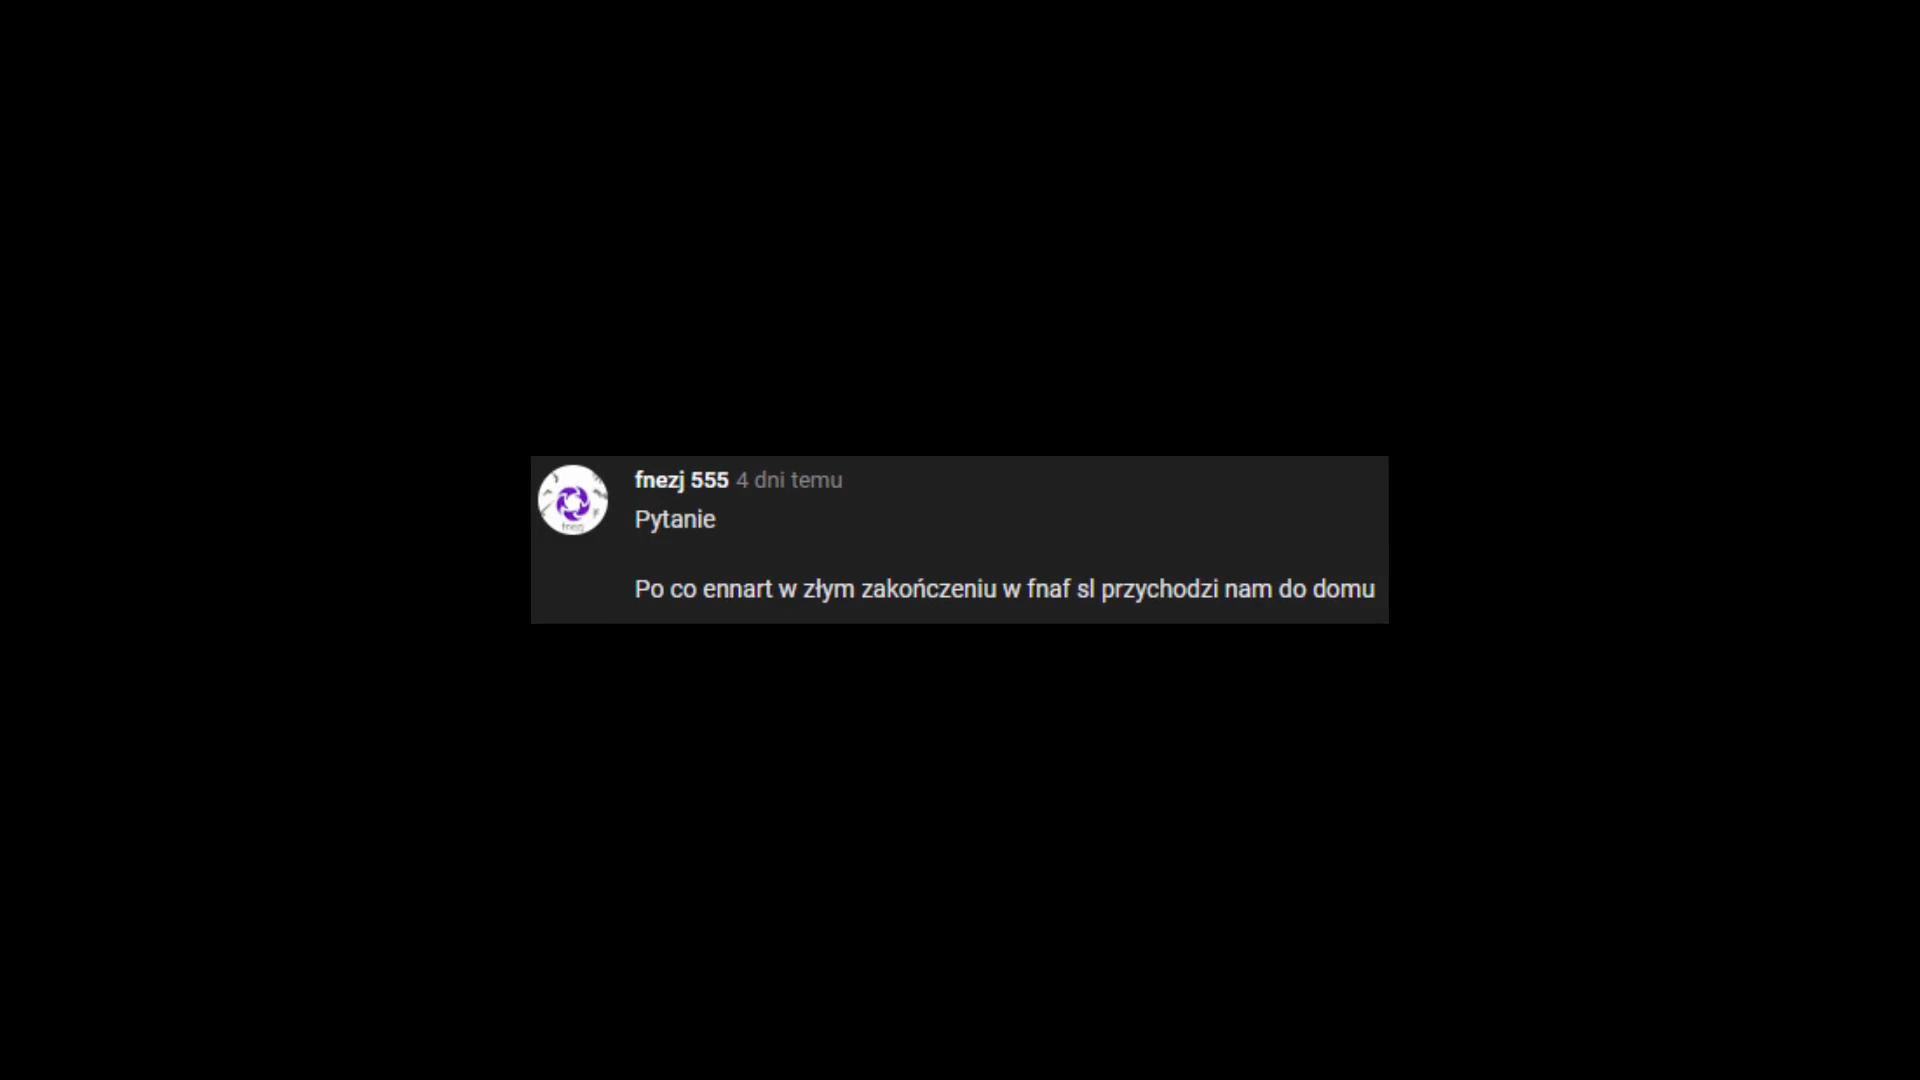 fnezj 555 4 dni temu
Pytanie
Po co ennart w złym zakończeniu w fnaf sl przychodzi nam do domu